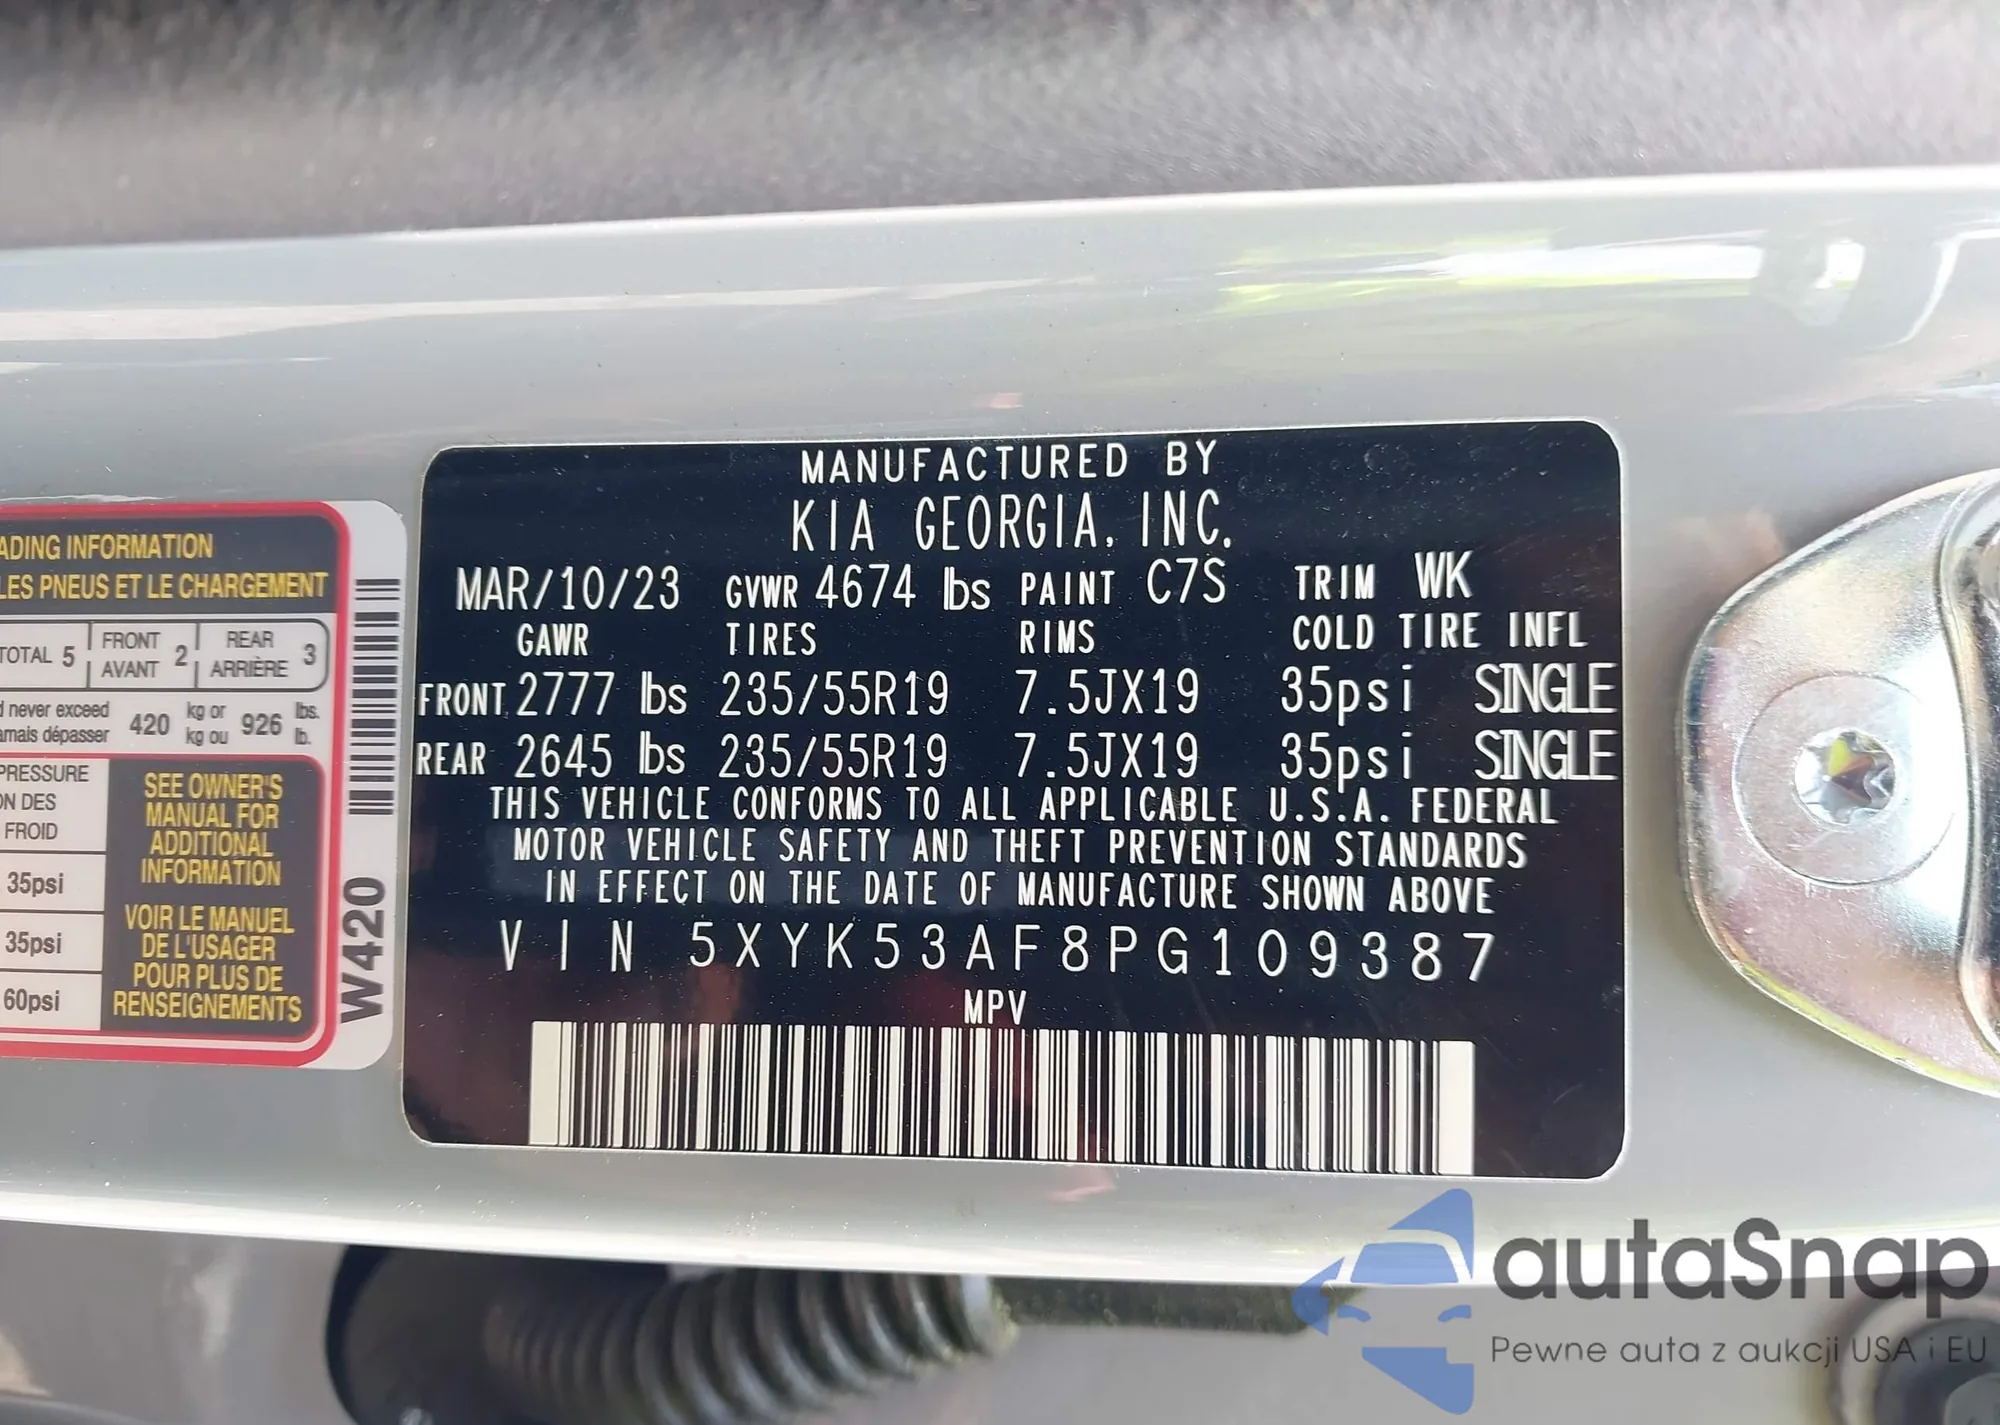 MANUFACTURED BY
KIA GEORGIA, INC.
MAR/10/23 GVWR 4674 lbs PAINT C7S TRIM WK
GAWR TIRES RIMS COLD TIRE INFL
FRONT 2777 lbs 235/55R19 7.5JX19 35psi SINGLE
REAR 2645 lbs 235/55R19 7.5JX19 35psi SINGLE
THIS VEHICLE CONFORMS TO ALL APPLICABLE U.S.A. FEDERAL
MOTOR VEHICLE SAFETY AND THEFT PREVENTION STANDARDS
IN EFFECT ON THE DATE OF MANUFACTURE SHOWN ABOVE
VIN 5XYK53AF8PG109387
MPV
ADING INFORMATION
LES PNEUS ET LE CHARGEMENT
TOTAL 5 FRONT 2 REAR 3
AVANT ARRIÈRE
d never exceed 420 kg or 926 lbs.
amais dépasser kg ou lb.
PRESSURE
ON DES
FROID
35psi
35psi
60psi
SEE OWNER'S
MANUAL FOR
ADDITIONAL
INFORMATION
VOIR LE MANUEL
DE L'USAGER
POUR PLUS DE
RENSEIGNEMENTS
W420
autaSnap
Pewne auta z aukcji USA i EU